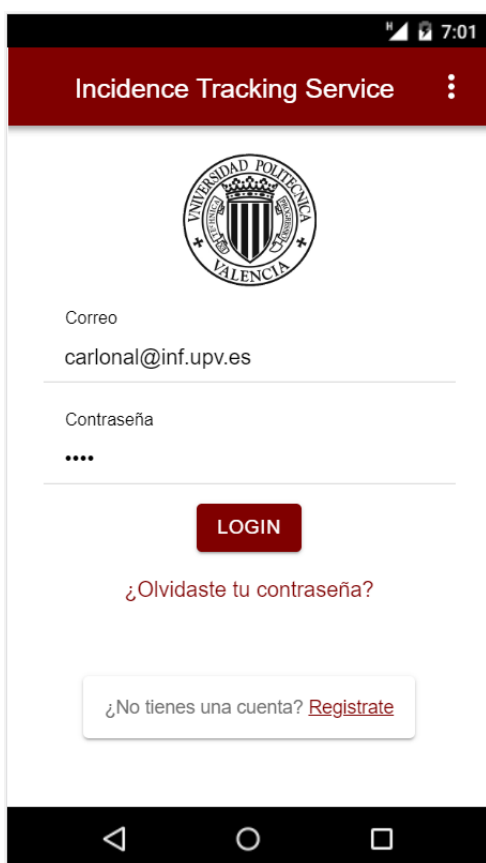 H 7:01
Incidence Tracking Service
VNIVERSIDAD POLITECNICA
VALENCIA
Correo
carlonal@inf.upv.es
Contraseña
••••
LOGIN
¿Olvidaste tu contraseña?
¿No tienes una cuenta? Registrate